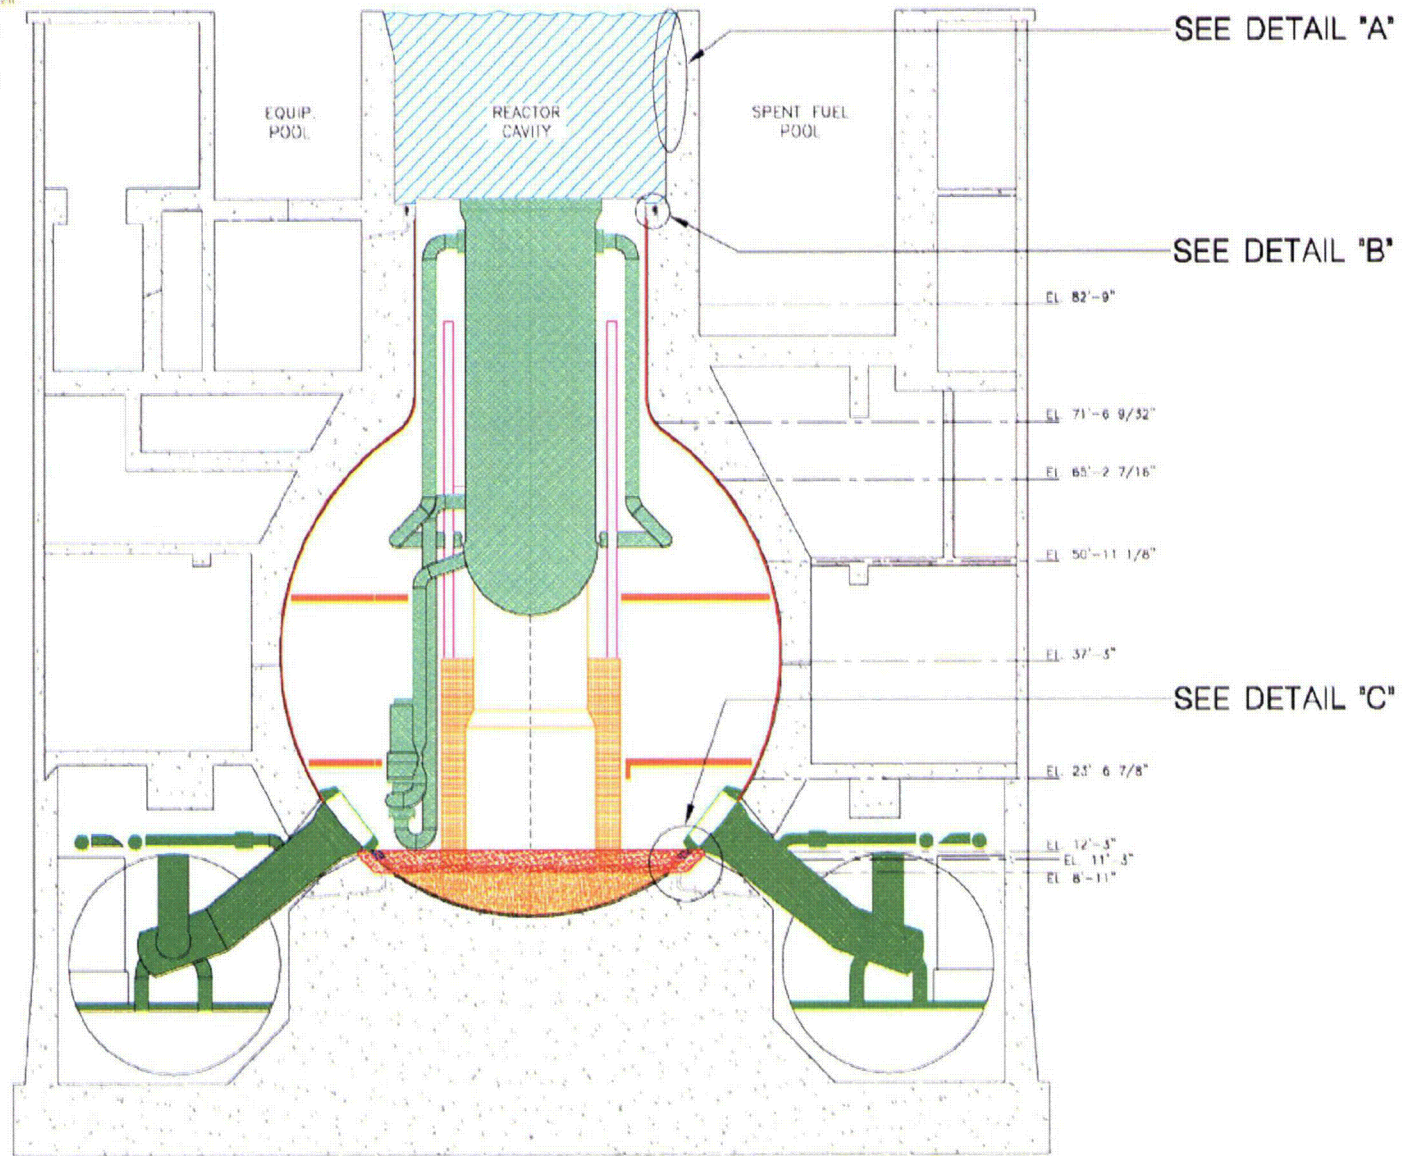 SEE DETAIL "A"
EQUIP.
POOL
REACTOR
CAVITY
SPENT FUEL
POOL
SEE DETAIL "B"
EL 82'-9"
EL 71'-6 9/32"
EL 65'-2 7/16"
EL 50'-11 1/8"
EL 37'-3"
SEE DETAIL "C"
EL 23' 6 7/8"
EL 12'-3"
EL 11'-3"
EL 8'-11"